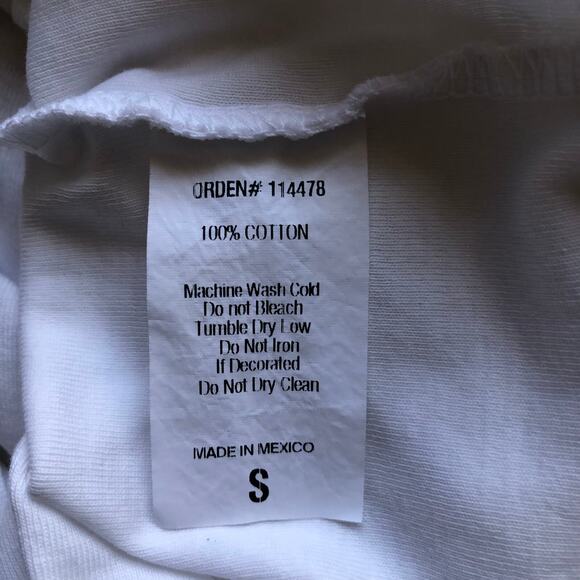 ORDEN# 114478
100% COTTON
Machine Wash Cold
Do not Bleach
Tumble Dry Low
Do Not Iron
If Decorated
Do Not Dry Clean
MADE IN MEXICO
S